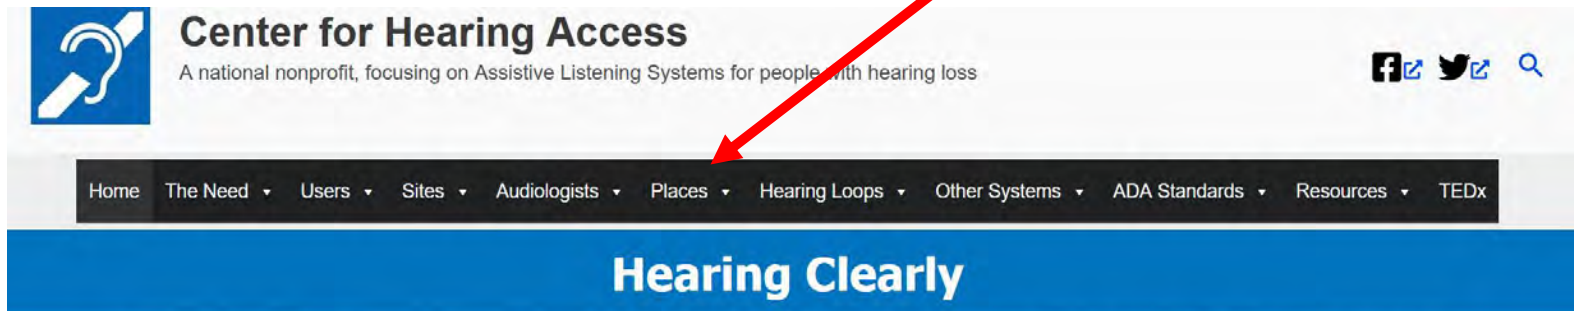 Center for Hearing Access
A national nonprofit, focusing on Assistive Listening Systems for people with hearing loss
Home The Need Users Sites Audiologists Places Hearing Loops Other Systems ADA Standards Resources TEDx
Hearing Clearly